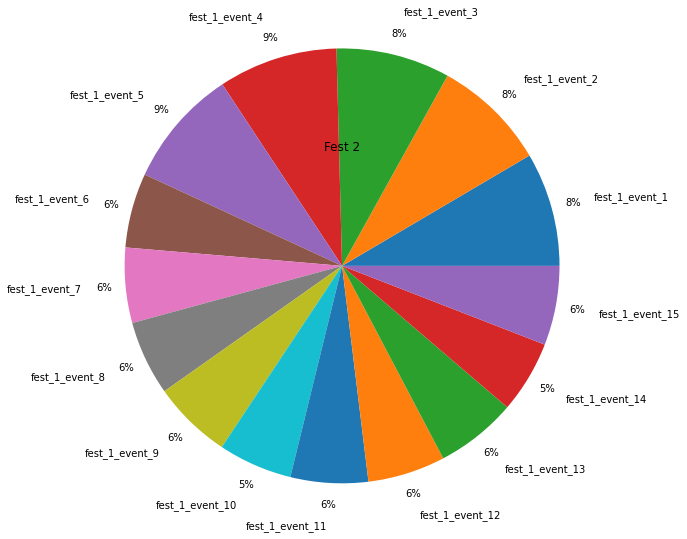 fest_1_event_3
fest_1_event_4
8%
9%
fest_1_event_2
8%
fest_1_event_5
9%
Fest 2
fest_1_event_1
8%
fest_1_event_6
6%
fest_1_event_7
6%
6%
fest_1_event_15
fest_1_event_8
6%
5%
fest_1_event_14
fest_1_event_9
6%
6%
fest_1_event_13
fest_1_event_10
5%
6%
fest_1_event_12
fest_1_event_11
6%